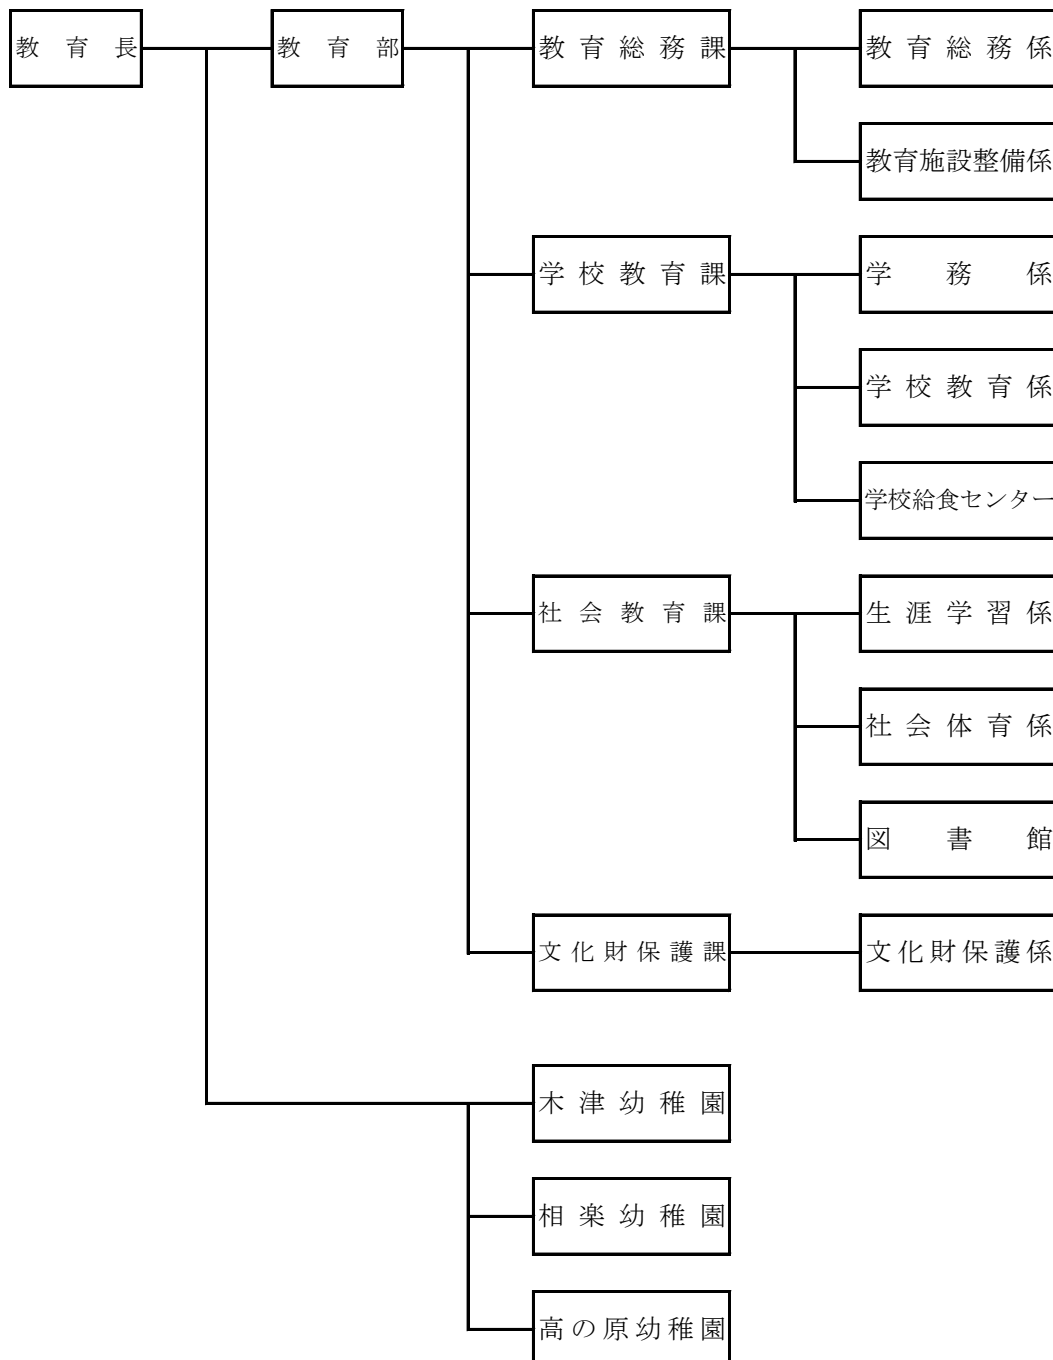 教育長 教育部 教育総務課 教育総務係
教育施設整備係
学校教育課 学務係
学校教育係
学校給食センター
社会教育課 生涯学習係
社会体育係
図書館
文化財保護課 文化財保護係
木津幼稚園
相楽幼稚園
高の原幼稚園